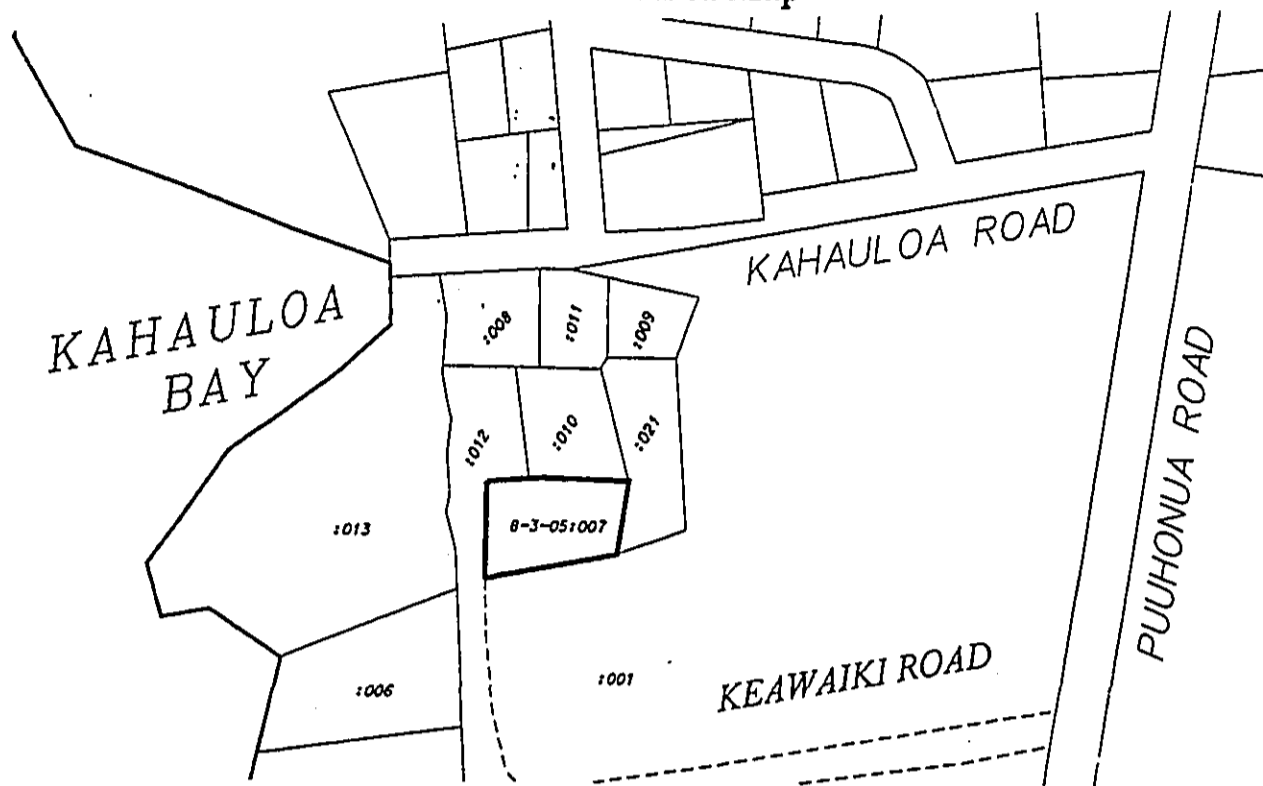 KAHAULOA ROAD
KAHAULOA
BAY
:008
:011
:009
:012
:010
:021
8-3-05:007
:013
:006
:001
KEAWAIKI ROAD
PUUHONUA ROAD